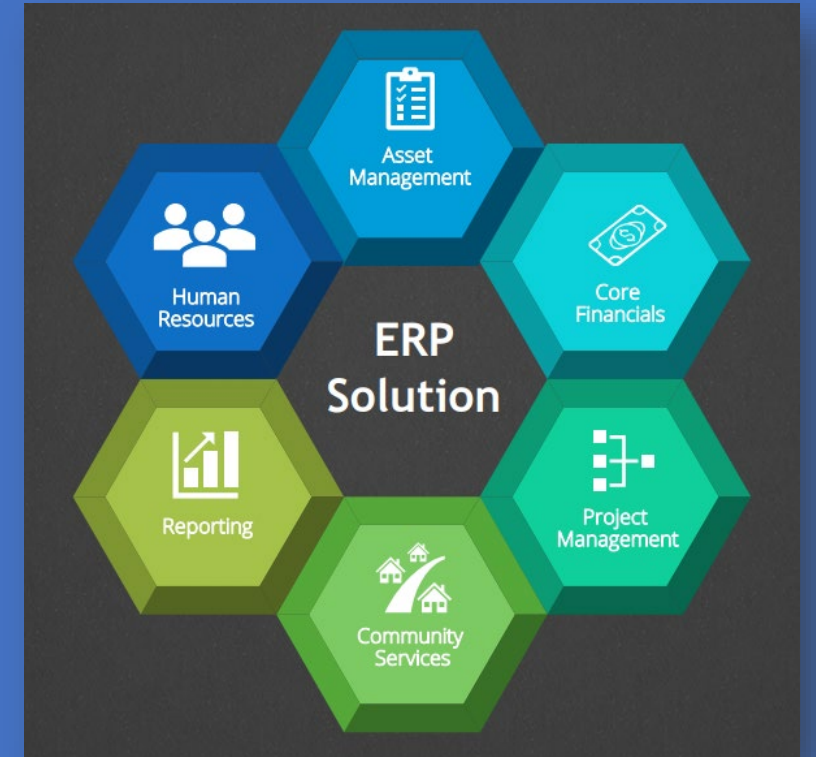 Asset
Management
Core
Financials
Project
Management
Community
Services
Reporting
Human
Resources
ERP
Solution